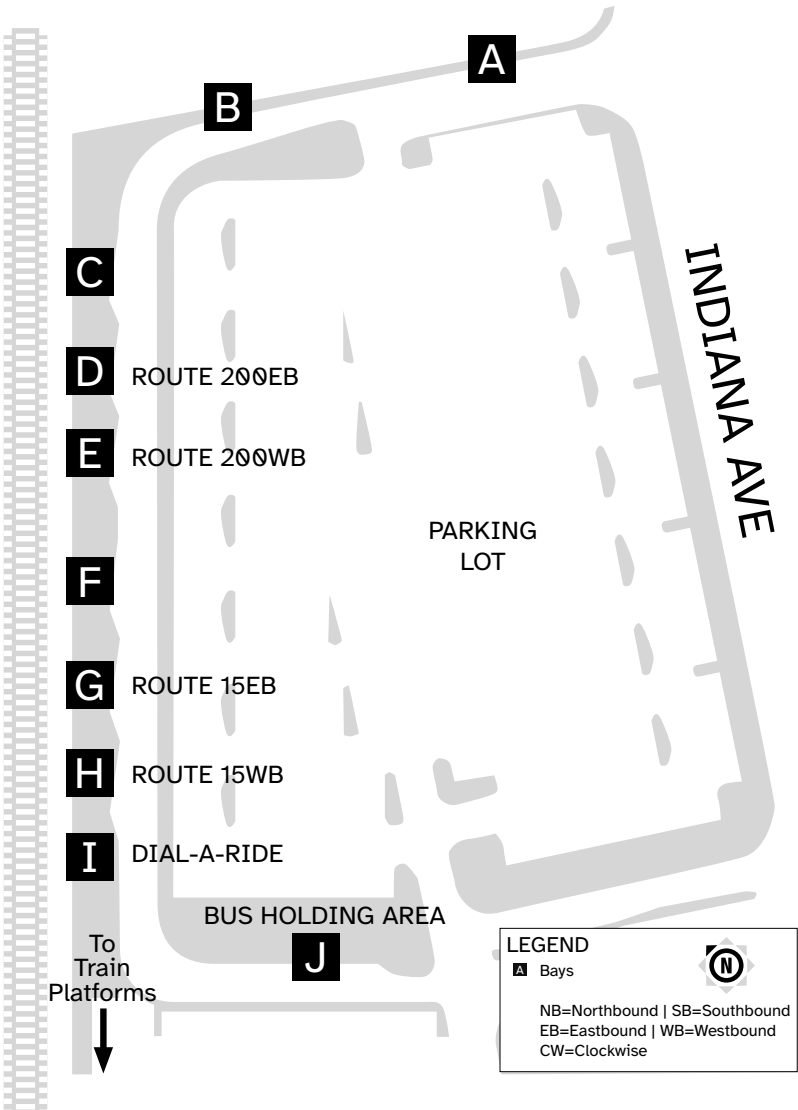 A
B
C
INDIANA AVE
D ROUTE 200EB
E ROUTE 200WB
PARKING
LOT
F
G ROUTE 15EB
H ROUTE 15WB
I DIAL-A-RIDE
BUS HOLDING AREA
J
To
Train
Platforms
LEGEND
N
A Bays
NB=Northbound | SB=Southbound
EB=Eastbound | WB=Westbound
CW=Clockwise